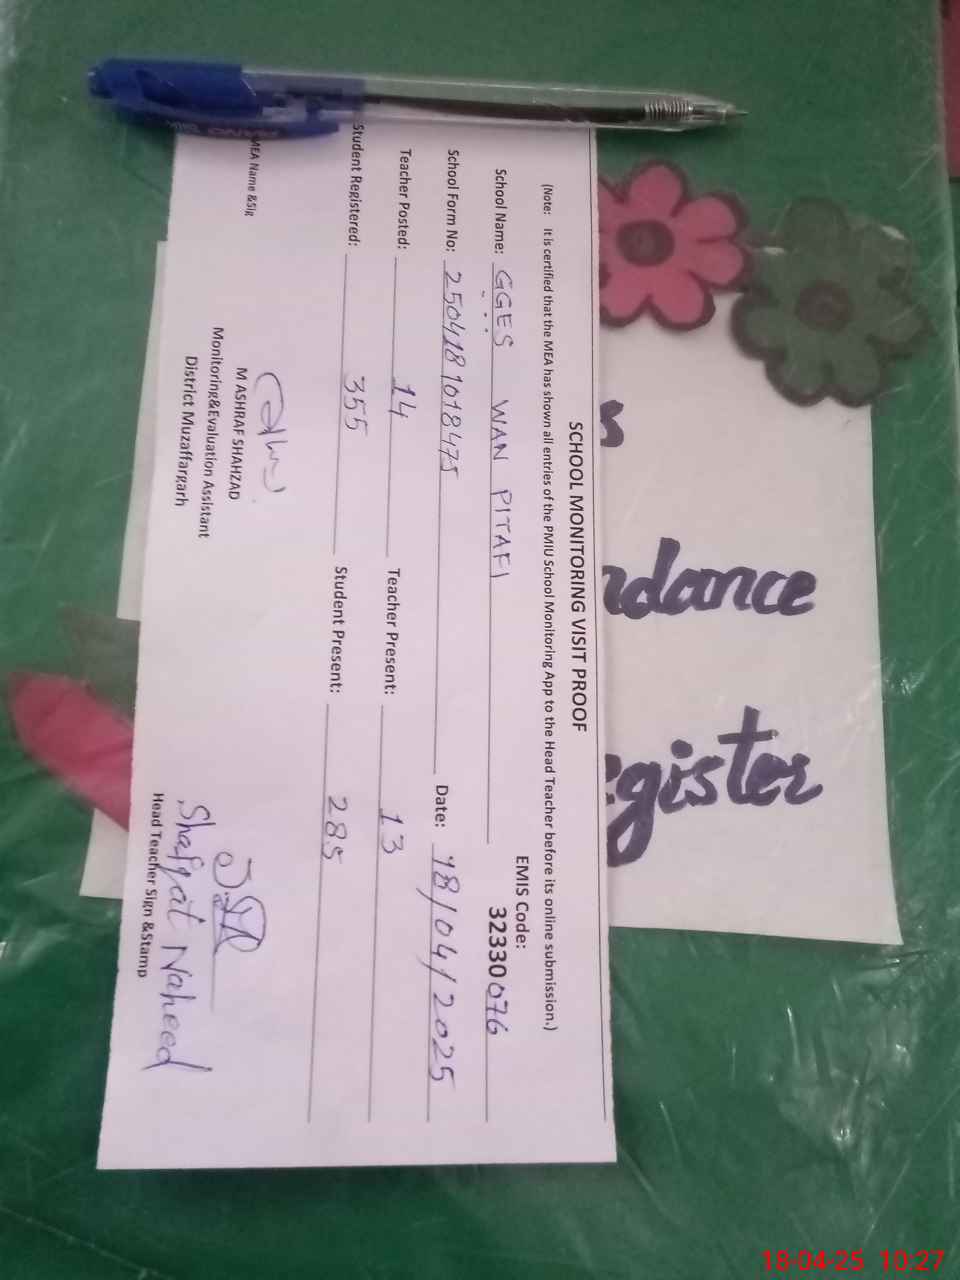 SCHOOL MONITORING VISIT PROOF
(Note: It is certified that the MEA has shown all entries of the PMIU School Monitoring App to the Head Teacher before its online submission.)
School Name: GGES WAN PITAFI EMIS Code: 32330076
School Form No: 2504181018475 Date: 18/04/2025
Teacher Posted: 14 Teacher Present: 13
Student Registered: 355 Student Present: 285
MEA Name &Sig
M ASHRAF SHAHZAD
Monitoring&Evaluation Assistant
District Muzaffargarh
Shafqat Naheed
Head Teacher Sign &Stamp
ndance
egister
PIANO
18-04-25 10:27